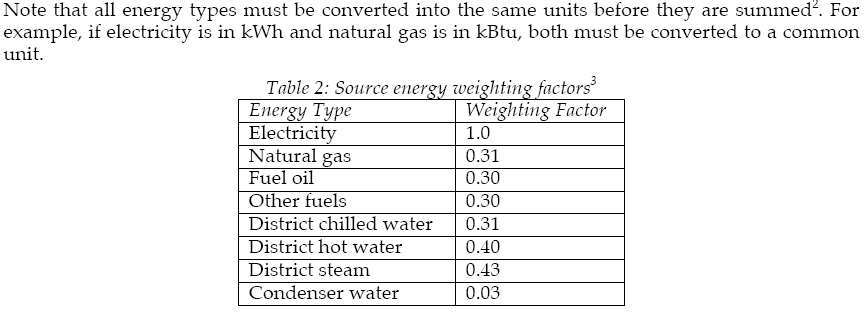 Note that all energy types must be converted into the same units before they are summed². For
example, if electricity is in kWh and natural gas is in kBtu, both must be converted to a common
unit.
Table 2: Source energy weighting factors³
Energy Type Weighting Factor
Electricity 1.0
Natural gas 0.31
Fuel oil 0.30
Other fuels 0.30
District chilled water 0.31
District hot water 0.40
District steam 0.43
Condenser water 0.03